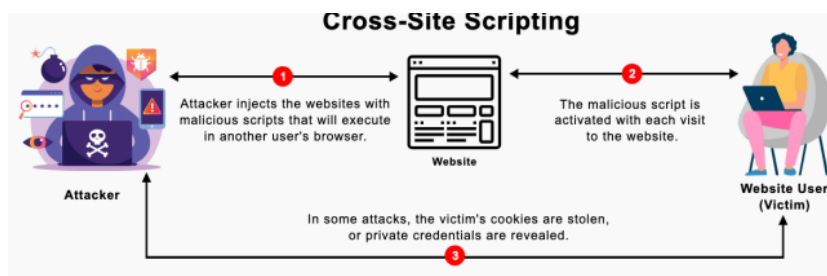 Cross-Site Scripting
1
2
Attacker injects the websites with
malicious scripts that will execute
in another user's browser.
The malicious script is
activated with each visit
to the website.
Website
Attacker
Website User
(Victim)
In some attacks, the victim's cookies are stolen,
or private credentials are revealed.
3